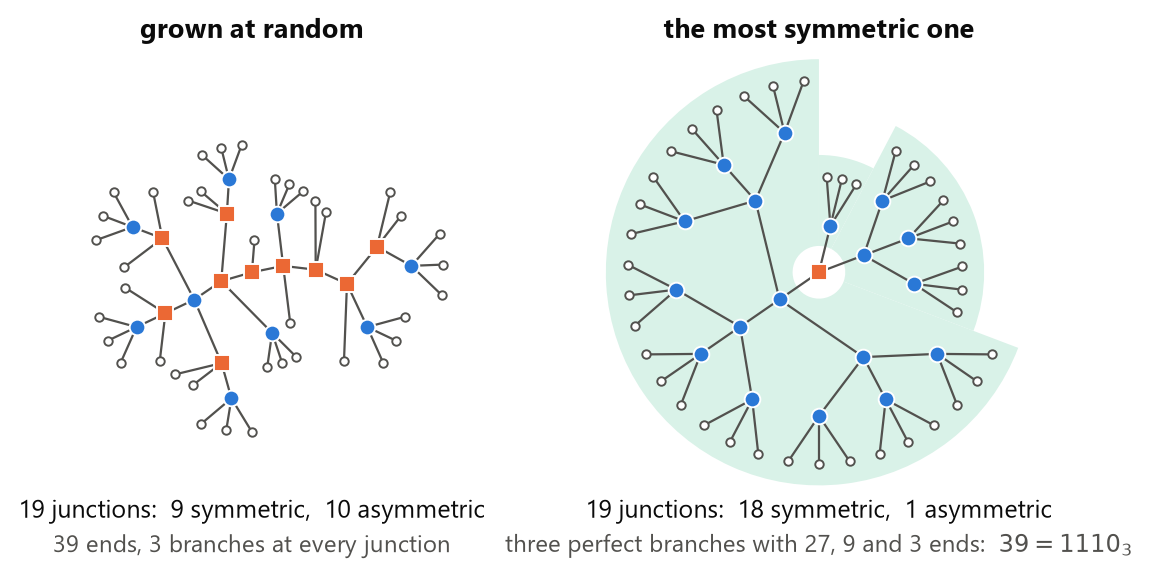 grown at random
the most symmetric one
19 junctions: 9 symmetric, 10 asymmetric
39 ends, 3 branches at every junction
19 junctions: 18 symmetric, 1 asymmetric
three perfect branches with 27, 9 and 3 ends: 39 = 1110₃